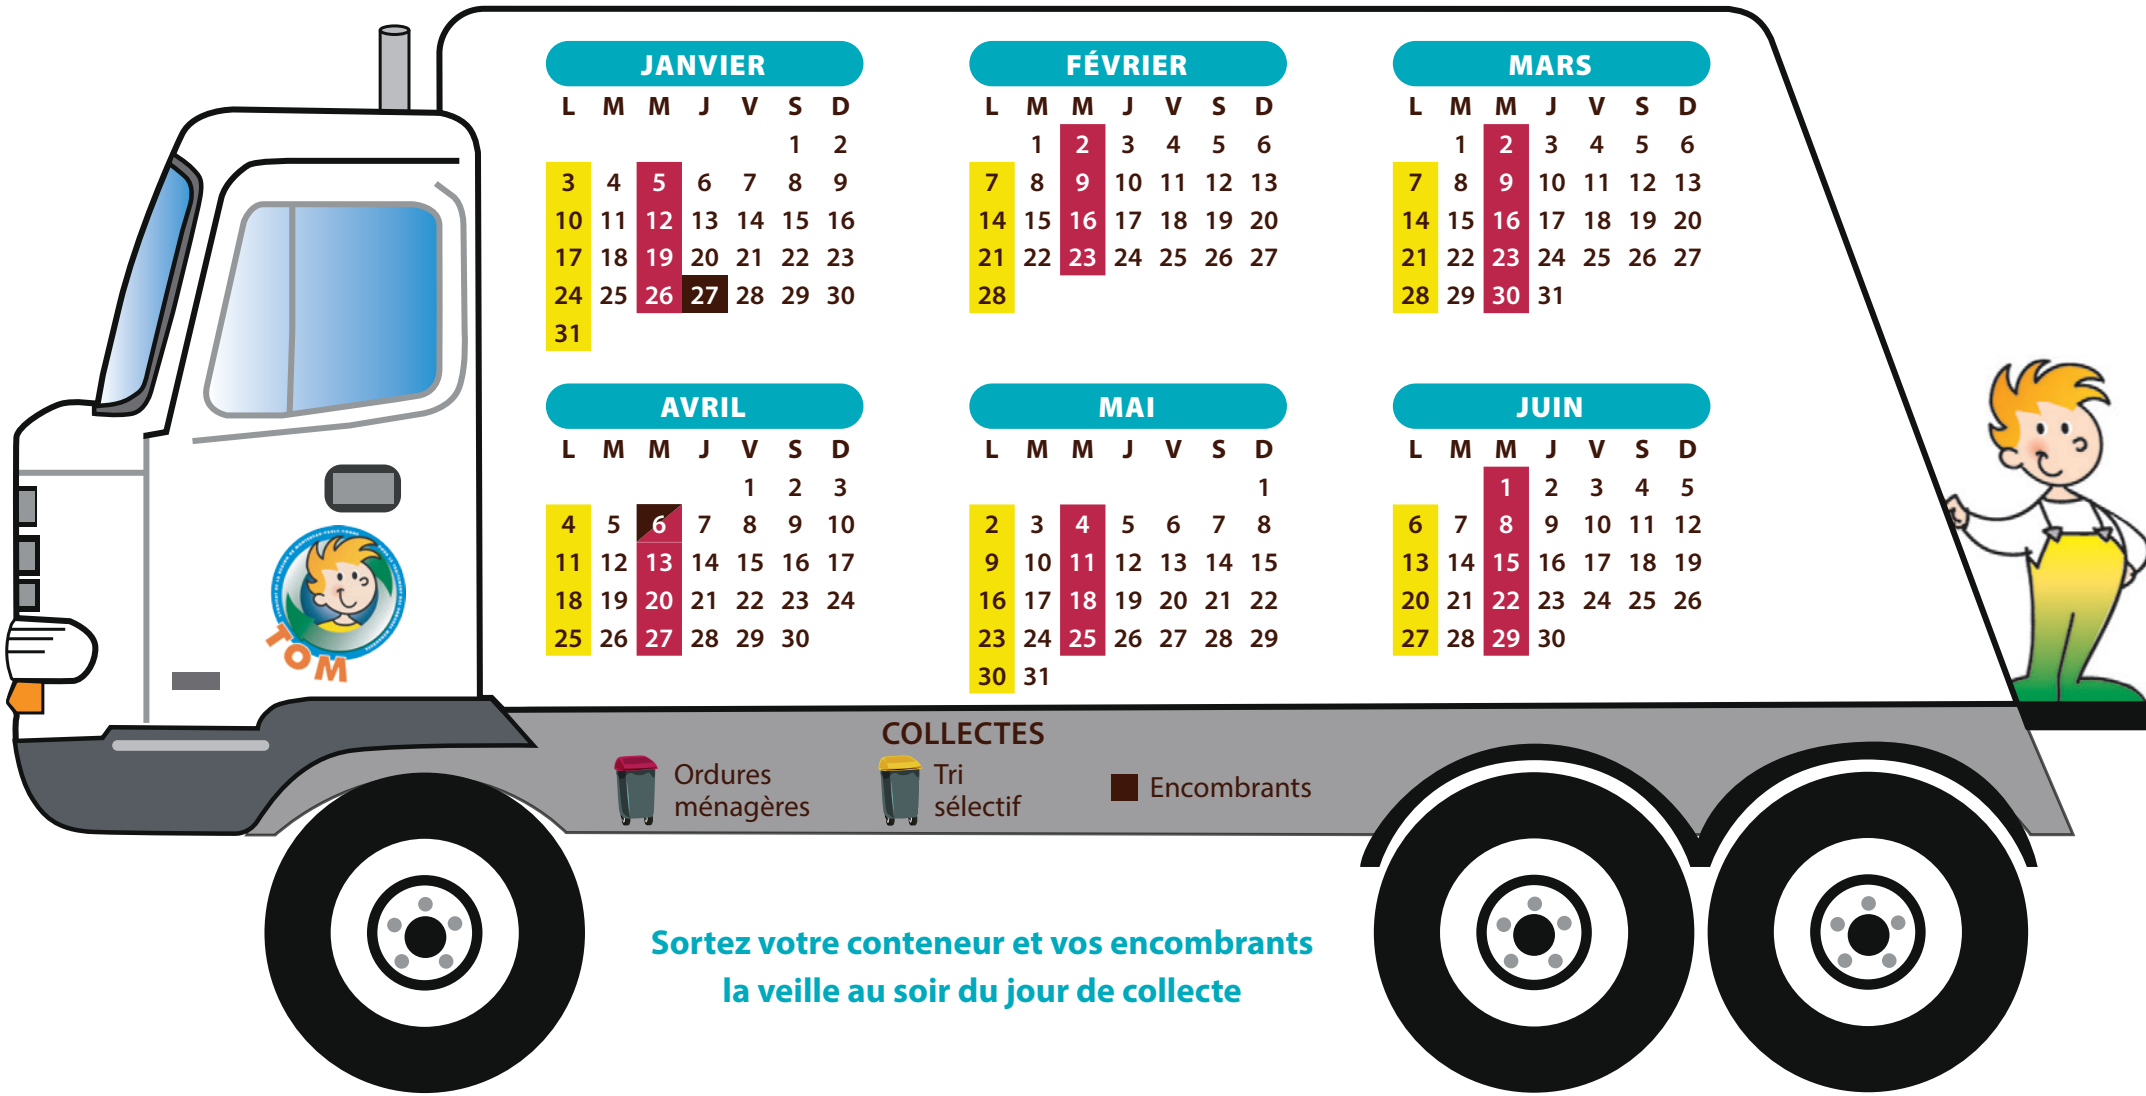 JANVIER
L M M J V S D
1 2
3 4 5 6 7 8 9
10 11 12 13 14 15 16
17 18 19 20 21 22 23
24 25 26 27 28 29 30
31
FÉVRIER
L M M J V S D
1 2 3 4 5 6
7 8 9 10 11 12 13
14 15 16 17 18 19 20
21 22 23 24 25 26 27
28
MARS
L M M J V S D
1 2 3 4 5 6
7 8 9 10 11 12 13
14 15 16 17 18 19 20
21 22 23 24 25 26 27
28 29 30 31
AVRIL
L M M J V S D
1 2 3
4 5 6 7 8 9 10
11 12 13 14 15 16 17
18 19 20 21 22 23 24
25 26 27 28 29 30
MAI
L M M J V S D
1
2 3 4 5 6 7 8
9 10 11 12 13 14 15
16 17 18 19 20 21 22
23 24 25 26 27 28 29
30 31
JUIN
L M M J V S D
1 2 3 4 5
6 7 8 9 10 11 12
13 14 15 16 17 18 19
20 21 22 23 24 25 26
27 28 29 30
TOM
COLLECTES
Ordures
ménagères
Tri
sélectif
Encombrants
Sortez votre conteneur et vos encombrants
la veille au soir du jour de collecte